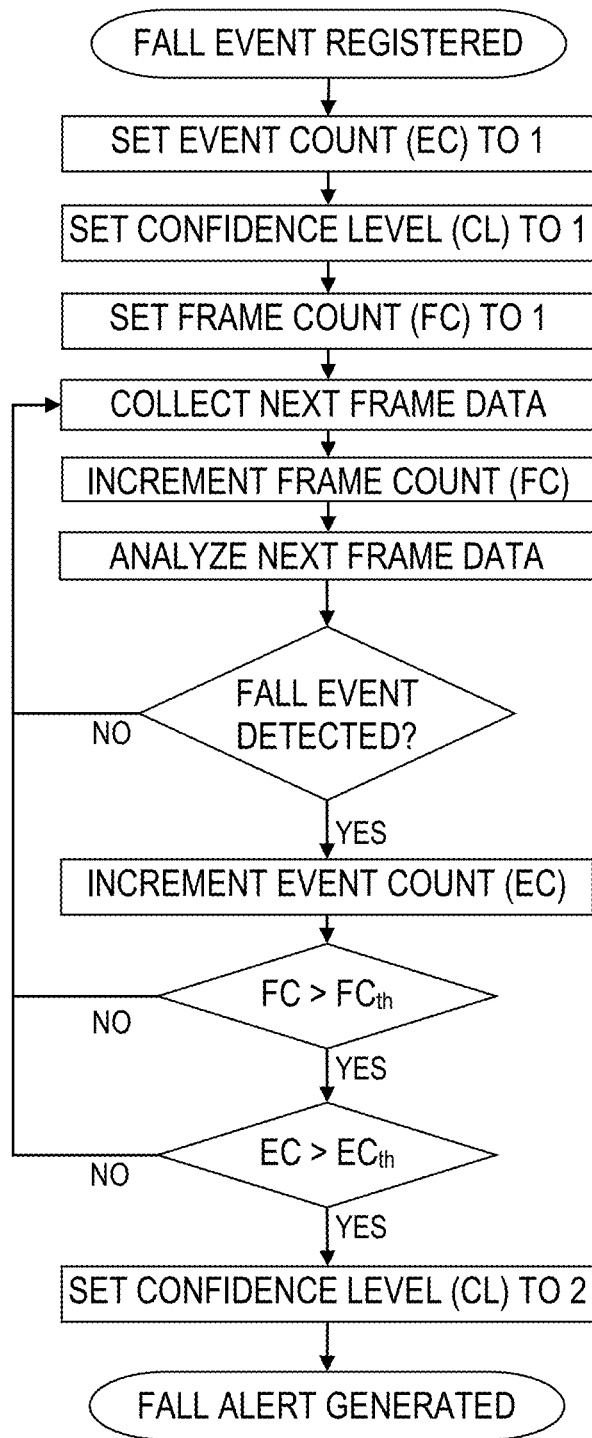 FALL EVENT REGISTERED
SET EVENT COUNT (EC) TO 1
SET CONFIDENCE LEVEL (CL) TO 1
SET FRAME COUNT (FC) TO 1
COLLECT NEXT FRAME DATA
INCREMENT FRAME COUNT (FC)
ANALYZE NEXT FRAME DATA
FALL EVENT
DETECTED?
NO
YES
INCREMENT EVENT COUNT (EC)
FC > FCth
NO
YES
EC > ECth
NO
YES
SET CONFIDENCE LEVEL (CL) TO 2
FALL ALERT GENERATED